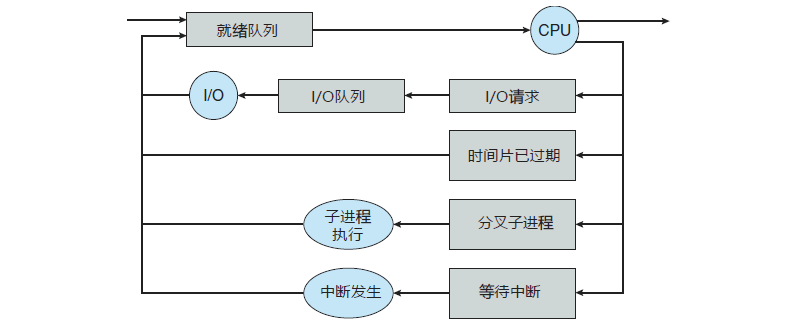 就绪队列
CPU
I/O
I/O队列
I/O请求
时间片已过期
子进程
执行
分叉子进程
中断发生
等待中断